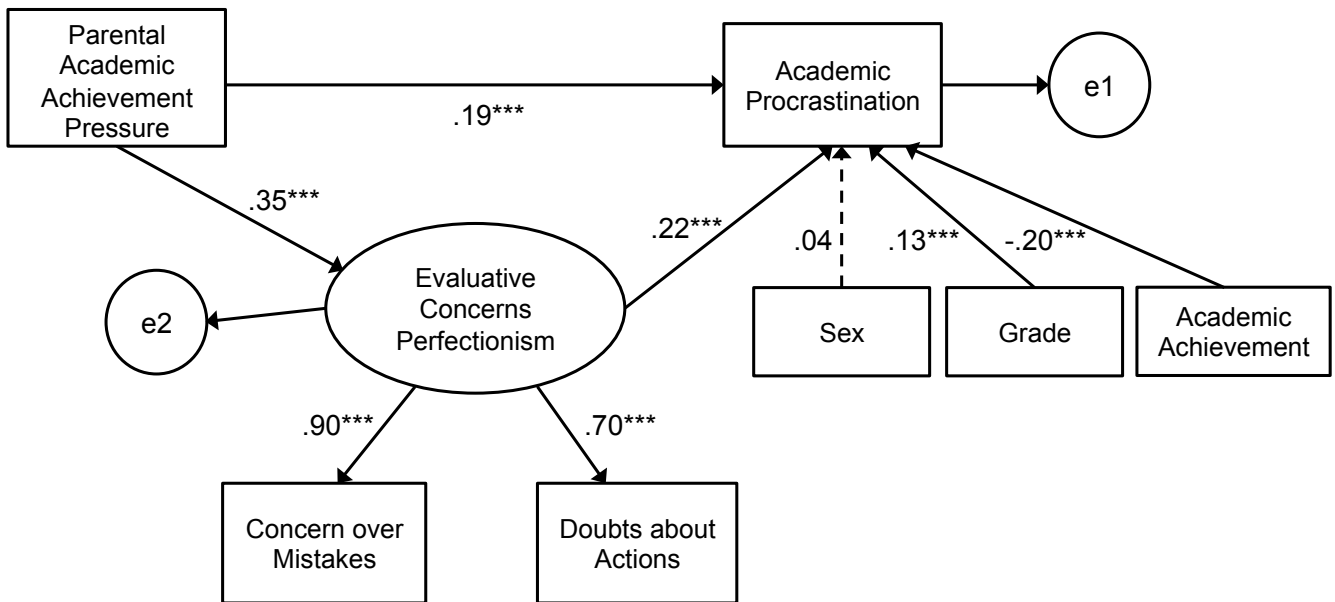 Parental
Academic
Achievement
Pressure
Academic
Procrastination
e1
.19***
.35***
.22***
.04
.13***
-.20***
Evaluative
Concerns
Perfectionism
e2
Sex
Grade
Academic
Achievement
.90***
.70***
Concern over
Mistakes
Doubts about
Actions